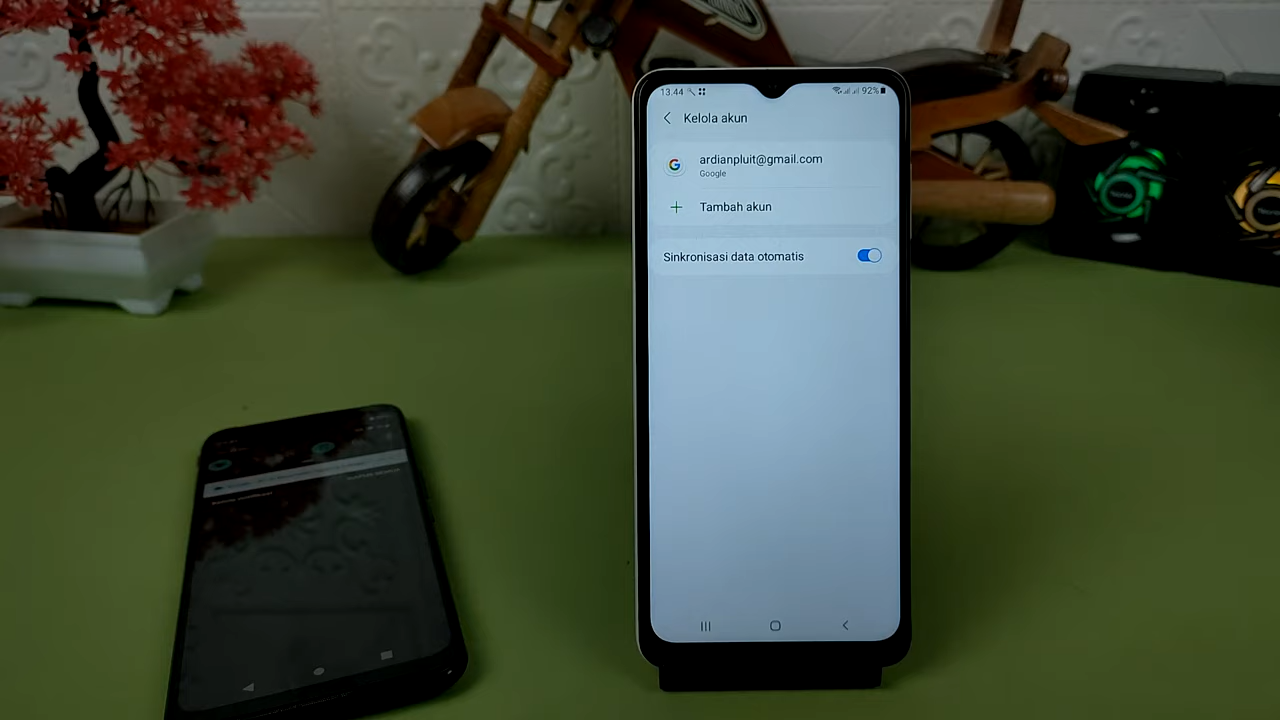 13.44
92%
Kelola akun
ardianpluit@gmail.com
Google
Tambah akun
Sinkronisasi data otomatis